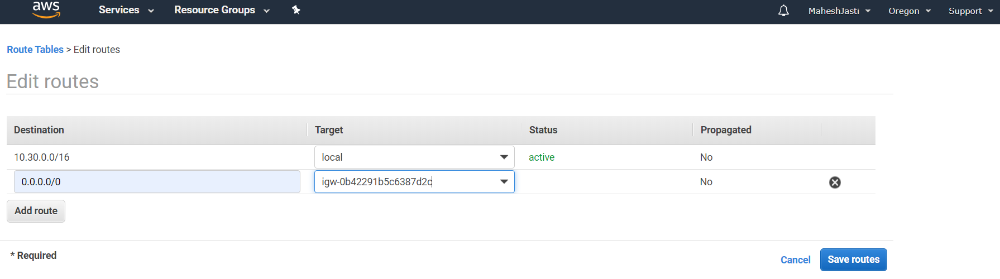 aws Services Resource Groups MaheshJasti Oregon Support
Route Tables > Edit routes
Edit routes
Destination Target Status Propagated
10.30.0.0/16 local active No
0.0.0.0/0 igw-0b42291b5c6387d2c No
Add route
* Required
Cancel Save routes